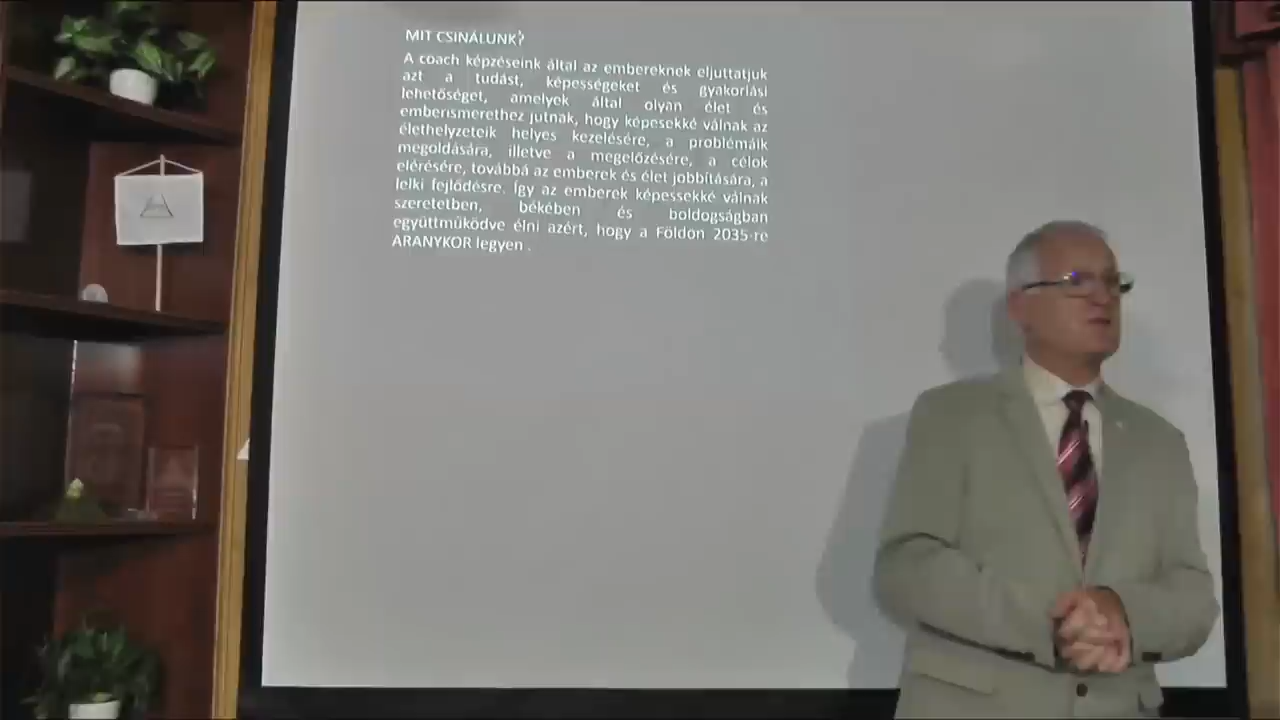 MIT CSINÁLUNK?
A coach képzéseink által az embereknek eljuttatjuk
azt a tudást, képességeket és gyakorlási
lehetőséget, amelyek által olyan élet és
emberismerethez jutnak, hogy képesekké válnak az
élethelyzeteik helyes kezelésére, a problémáik
megoldására, illetve a megelőzésére, a célok
elérésére, továbbá az emberek és élet jobbítására, a
lelki fejlődésre. Így az emberek képessekké válnak
szeretetben, békében és boldogságban
együttműködve élni azért, hogy a Földön 2035-re
ARANYKOR legyen .